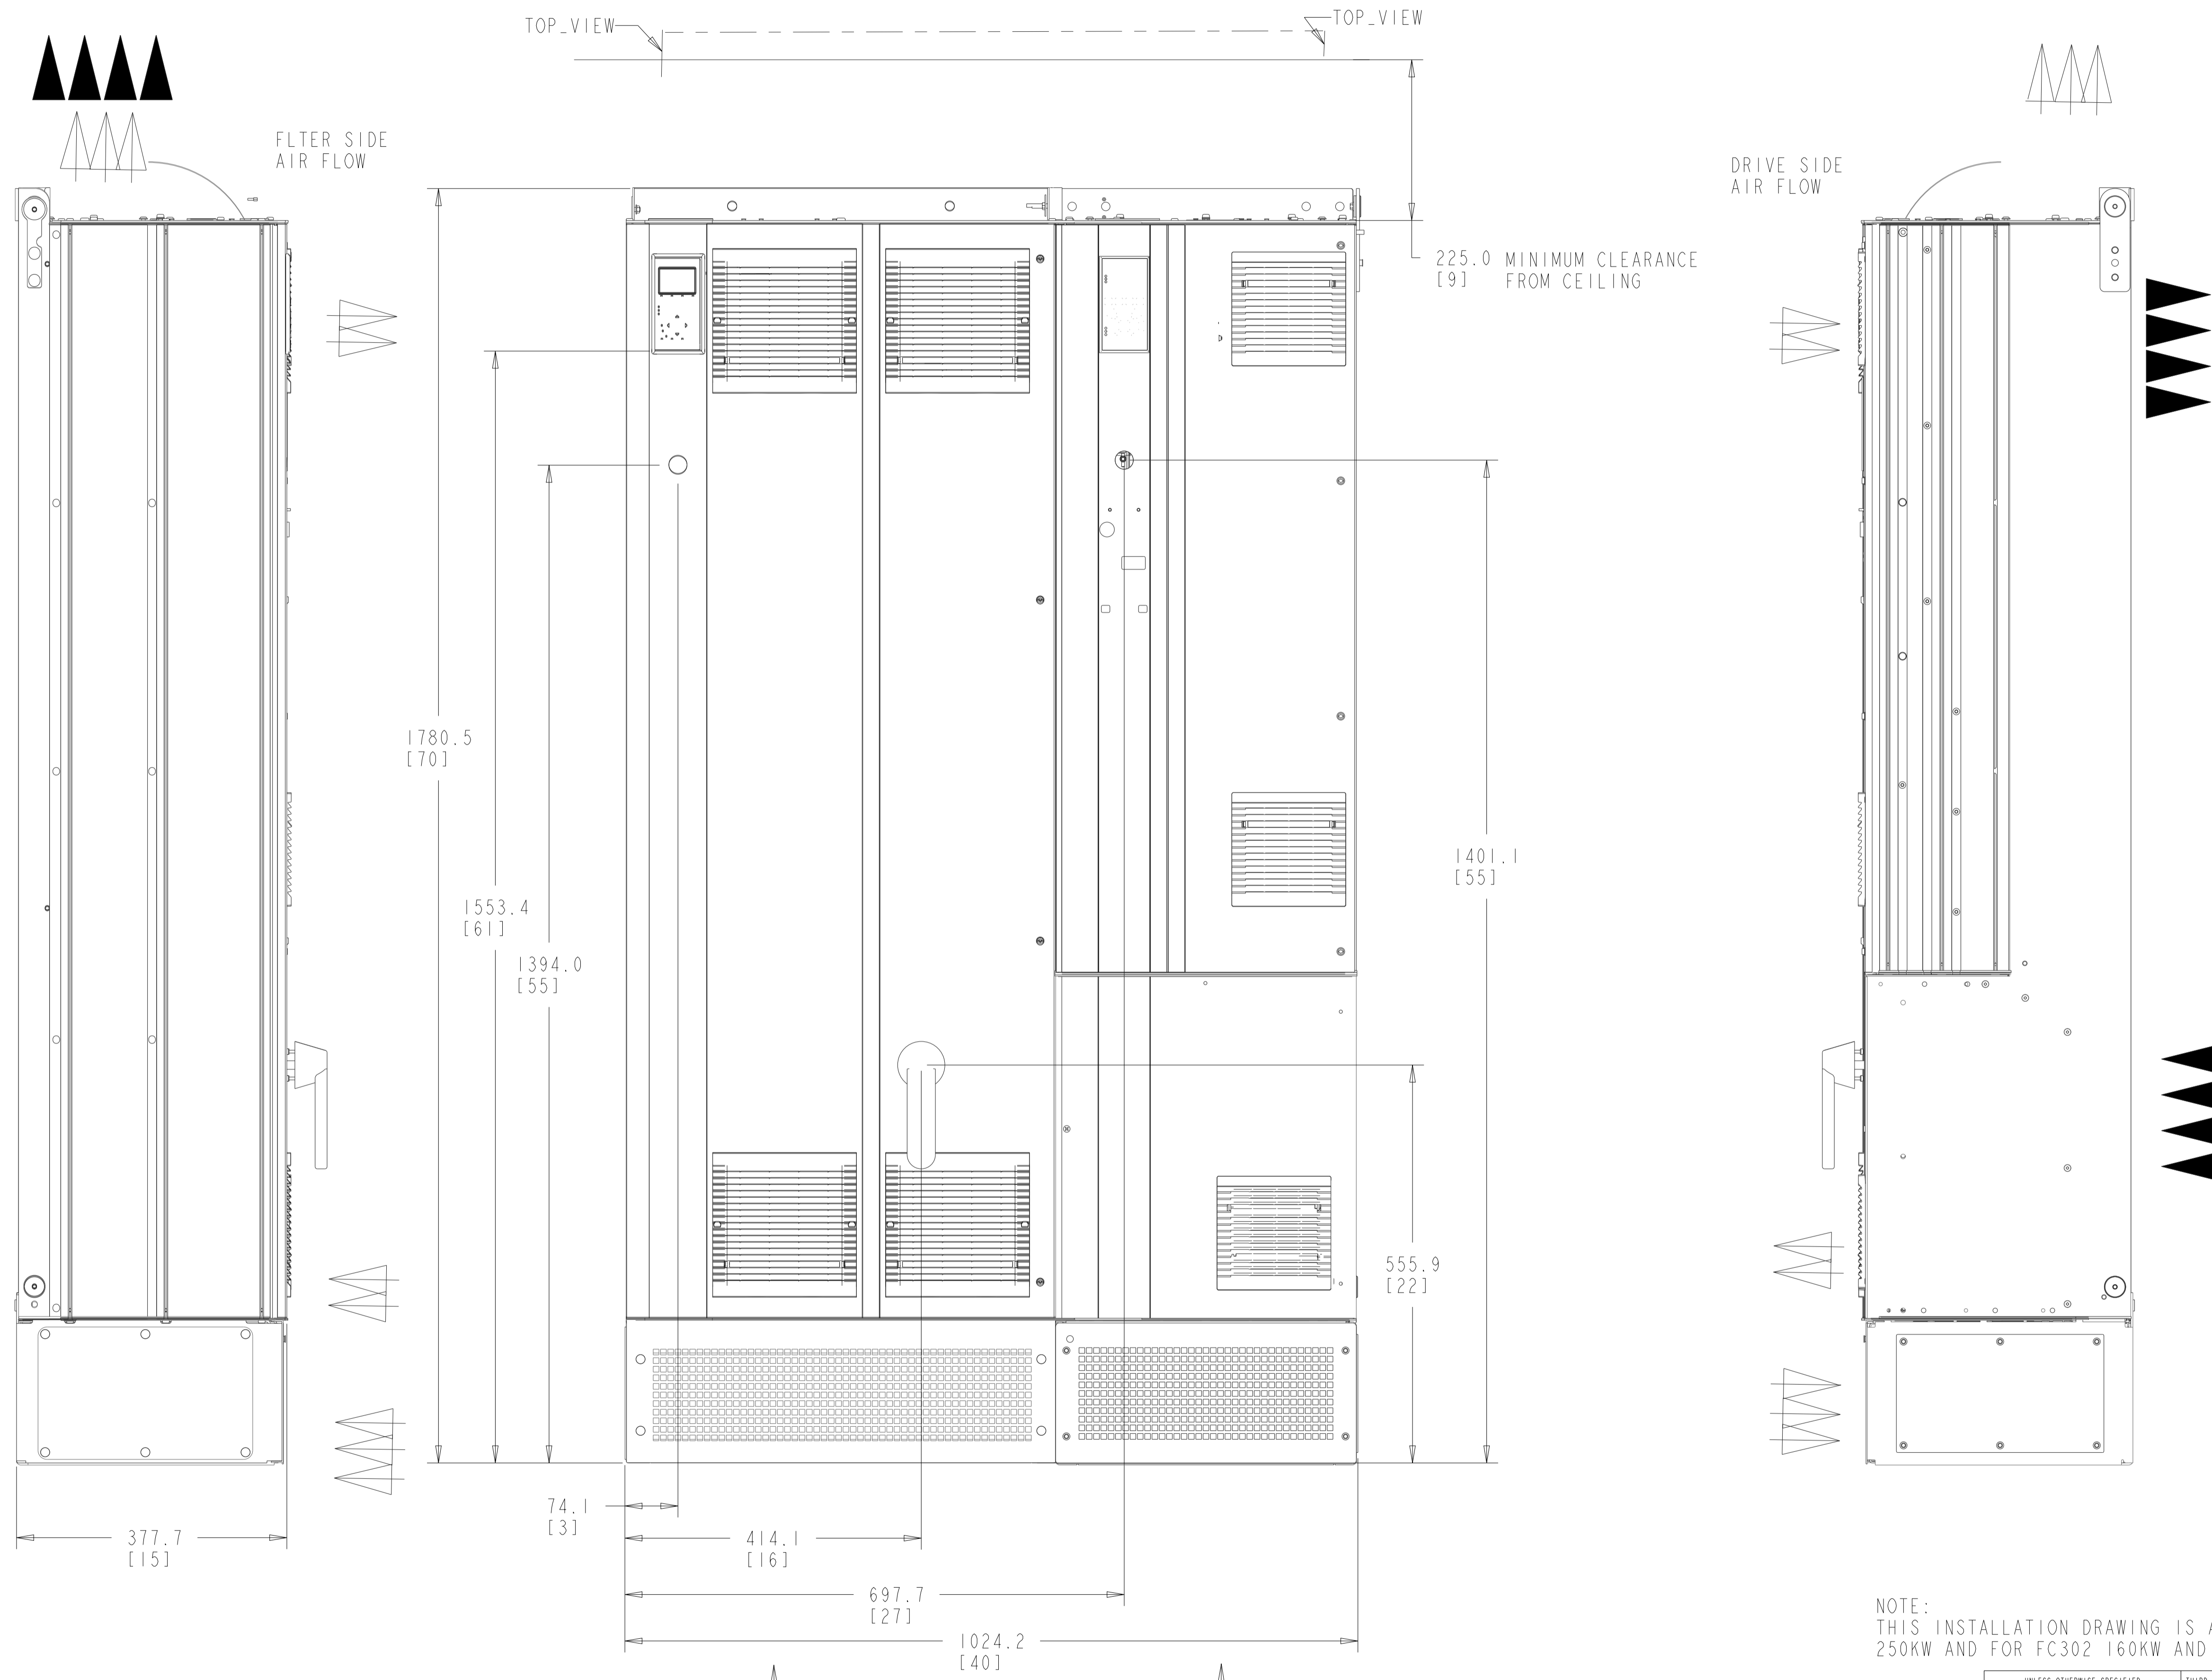 TOP_VIEW
TOP_VIEW
FLTER SIDE
AIR FLOW
DRIVE SIDE
AIR FLOW
225.0 MINIMUM CLEARANCE
[9] FROM CEILING
1780.5
[70]
1553.4
[61]
1394.0
[55]
1401.1
[55]
555.9
[22]
74.1
[3]
377.7
[15]
414.1
[16]
697.7
[27]
1024.2
[40]
NOTE:
THIS INSTALLATION DRAWING IS
250KW AND FOR FC302 160KW AND
UNLESS OTHERWISE SPECIFIED